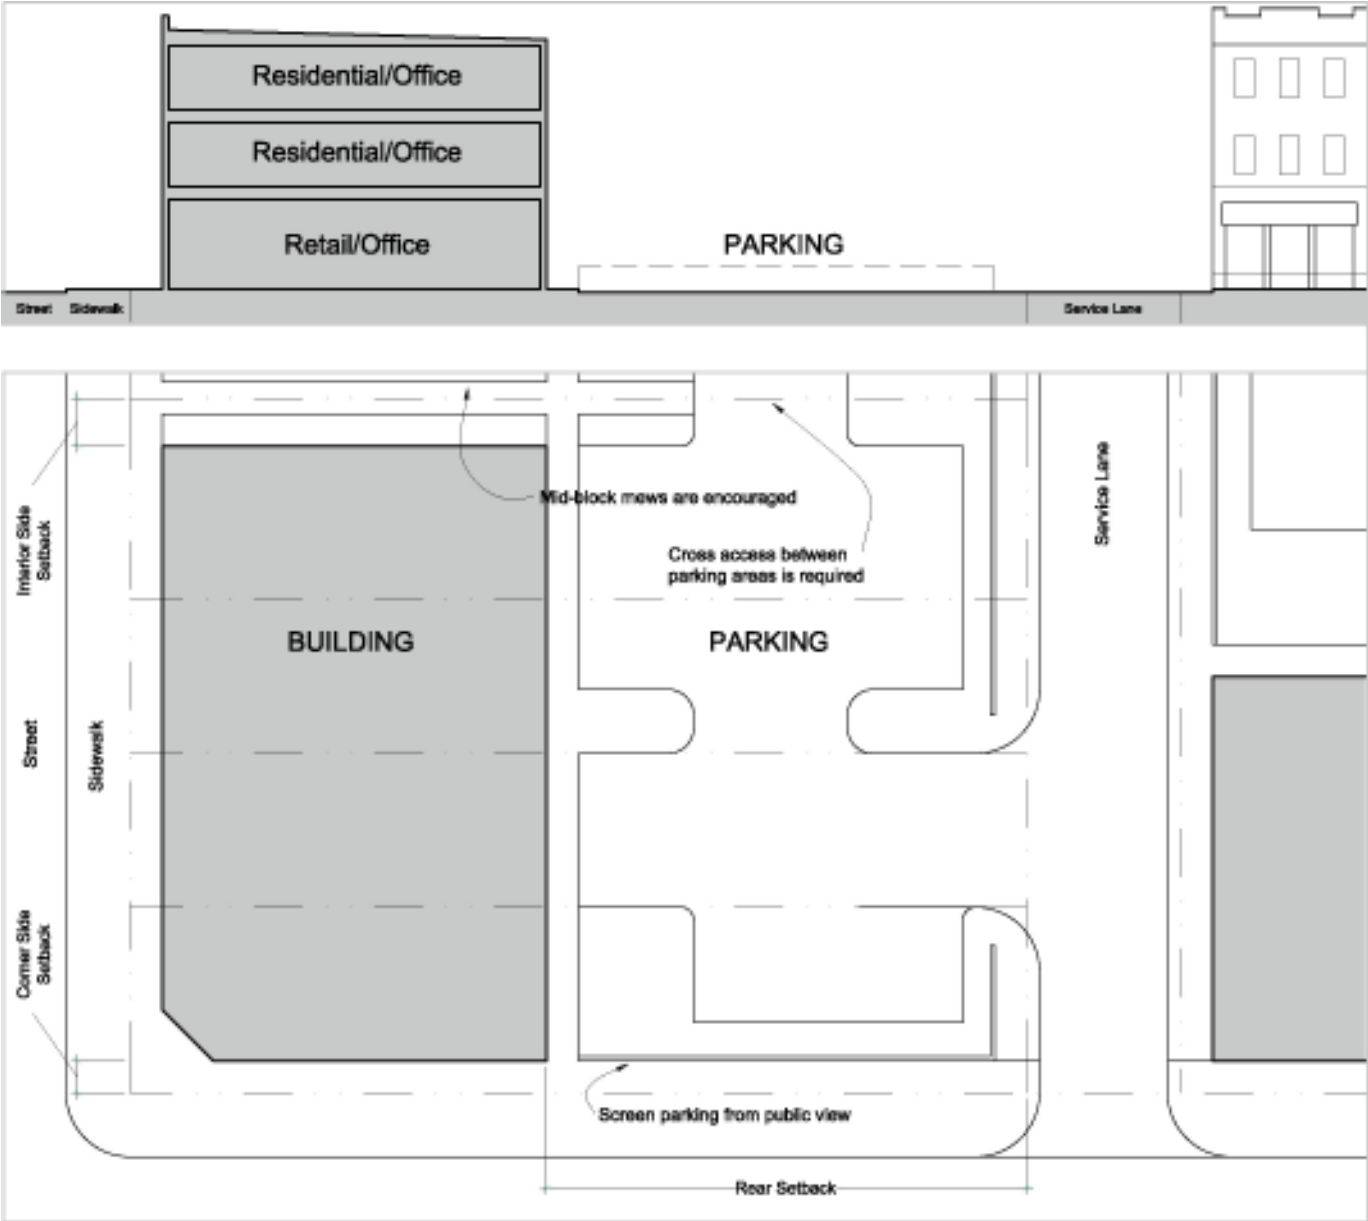 Residential/Office
Residential/Office
Retail/Office
PARKING
Street
Sidewalk
Service Lane
Interior Side
Setback
Mid-block mews are encouraged
Service Lane
Cross access between
parking areas is required
BUILDING
PARKING
Street
Sidewalk
Corner Side
Setback
Screen parking from public view
Rear Setback